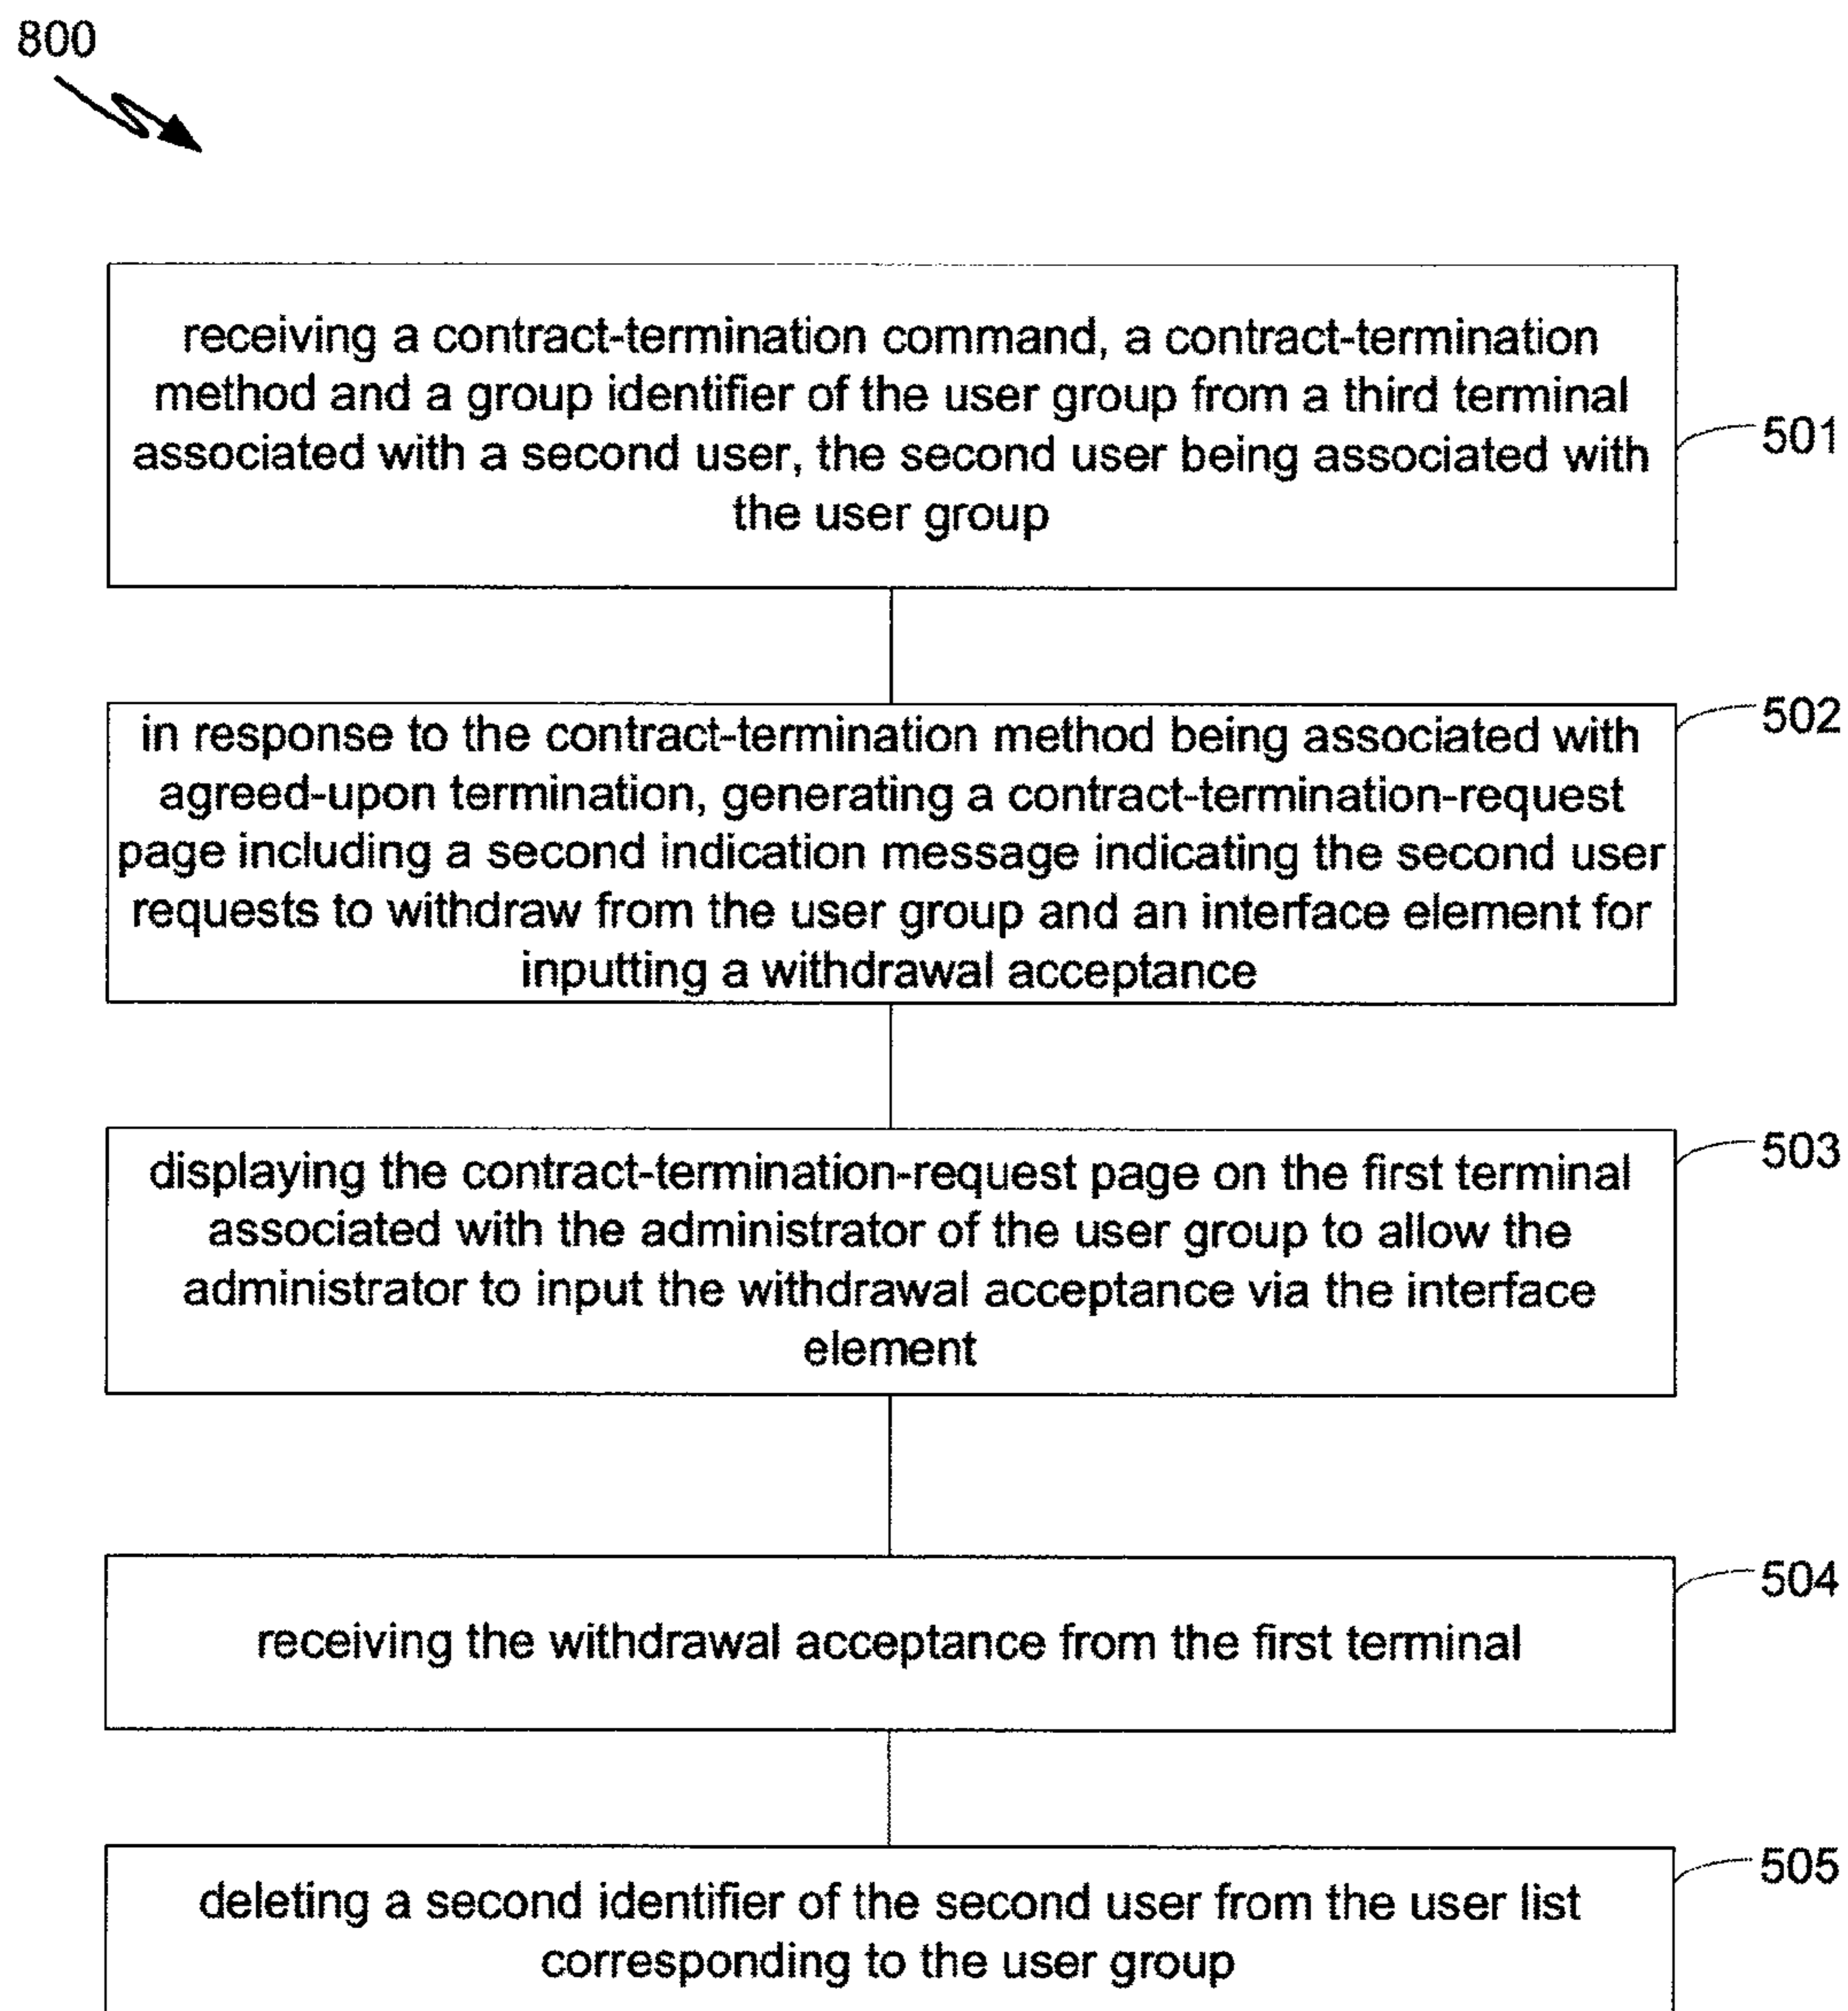 800
receiving a contract-termination command, a contract-termination
method and a group identifier of the user group from a third terminal
associated with a second user, the second user being associated with
the user group
501
in response to the contract-termination method being associated with
agreed-upon termination, generating a contract-termination-request
page including a second indication message indicating the second user
requests to withdraw from the user group and an interface element for
inputting a withdrawal acceptance
502
displaying the contract-termination-request page on the first terminal
associated with the administrator of the user group to allow the
administrator to input the withdrawal acceptance via the interface
element
503
receiving the withdrawal acceptance from the first terminal
504
deleting a second identifier of the second user from the user list
corresponding to the user group
505